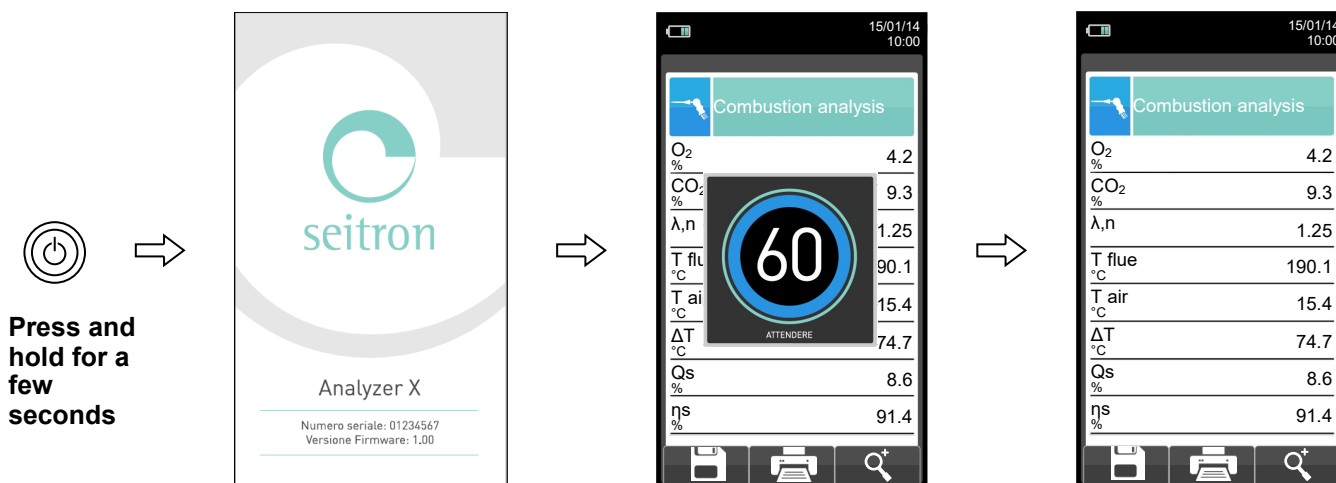 Press and
hold for a
few
seconds
seitron
Analyzer X
Numero seriale: 01234567
Versione Firmware: 1.00
15/01/14
10:00
Combustion analysis
O₂
% 4.2
CO₂
% 9.3
λ,n 1.25
T flu
°C 90.1
T ai
°C 15.4
ΔT
°C 74.7
Qs
% 8.6
ηs
% 91.4
60
ATTENDERE
15/01/14
10:00
Combustion analysis
O₂
% 4.2
CO₂
% 9.3
λ,n 1.25
T flue
°C 190.1
T air
°C 15.4
ΔT
°C 74.7
Qs
% 8.6
ηs
% 91.4